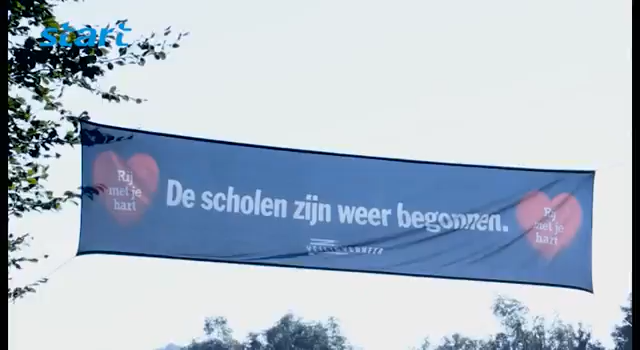 start
Rij
met je
hart
De scholen zijn weer begonnen.
Rij
met je
hart